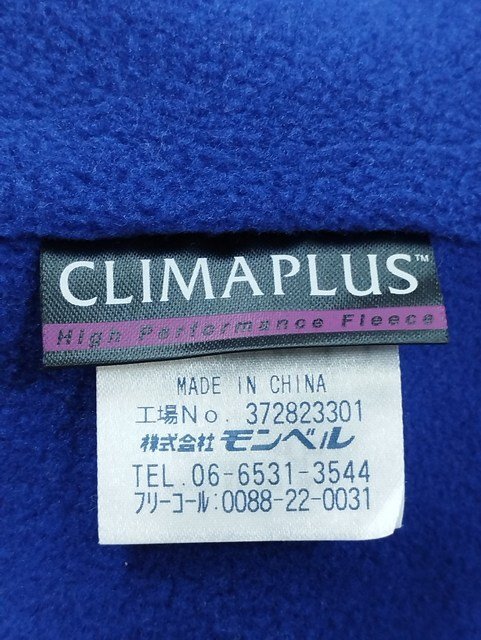 CLIMAPLUS™
High Performance Fleece
MADE IN CHINA
工場No. 372823301
株式会社 モンベル
TEL. 06-6531-3544
フリーコール:0088-22-0031